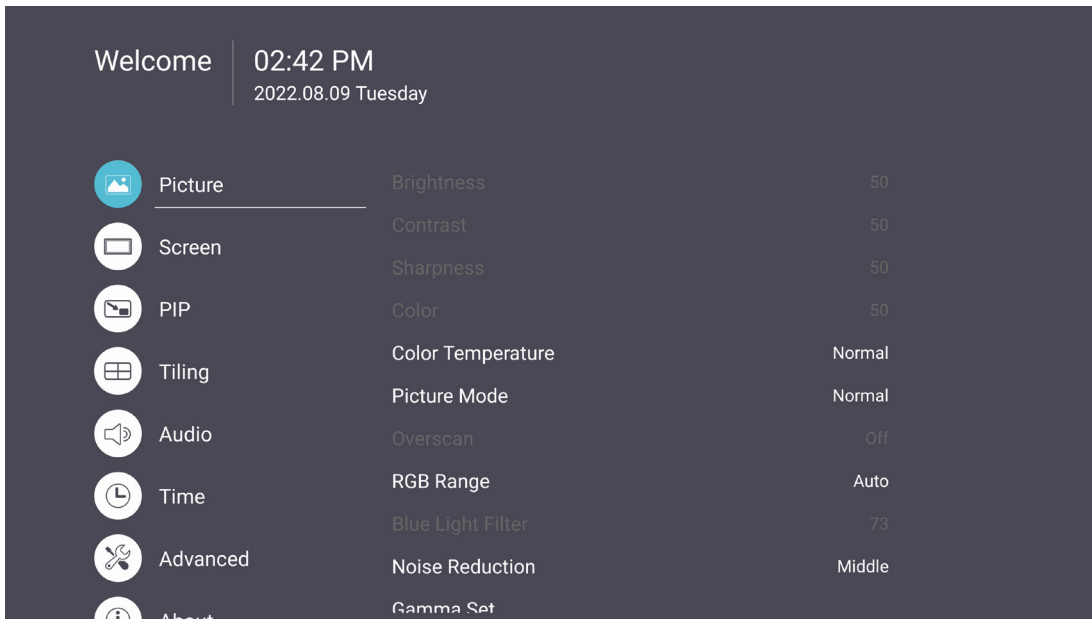 Welcome
02:42 PM
2022.08.09 Tuesday
Picture
Screen
PIP
Tiling
Audio
Time
Advanced
About
Brightness 50
Contrast 50
Sharpness 50
Color 50
Color Temperature Normal
Picture Mode Normal
Overscan Off
RGB Range Auto
Blue Light Filter 73
Noise Reduction Middle
Gamma Set